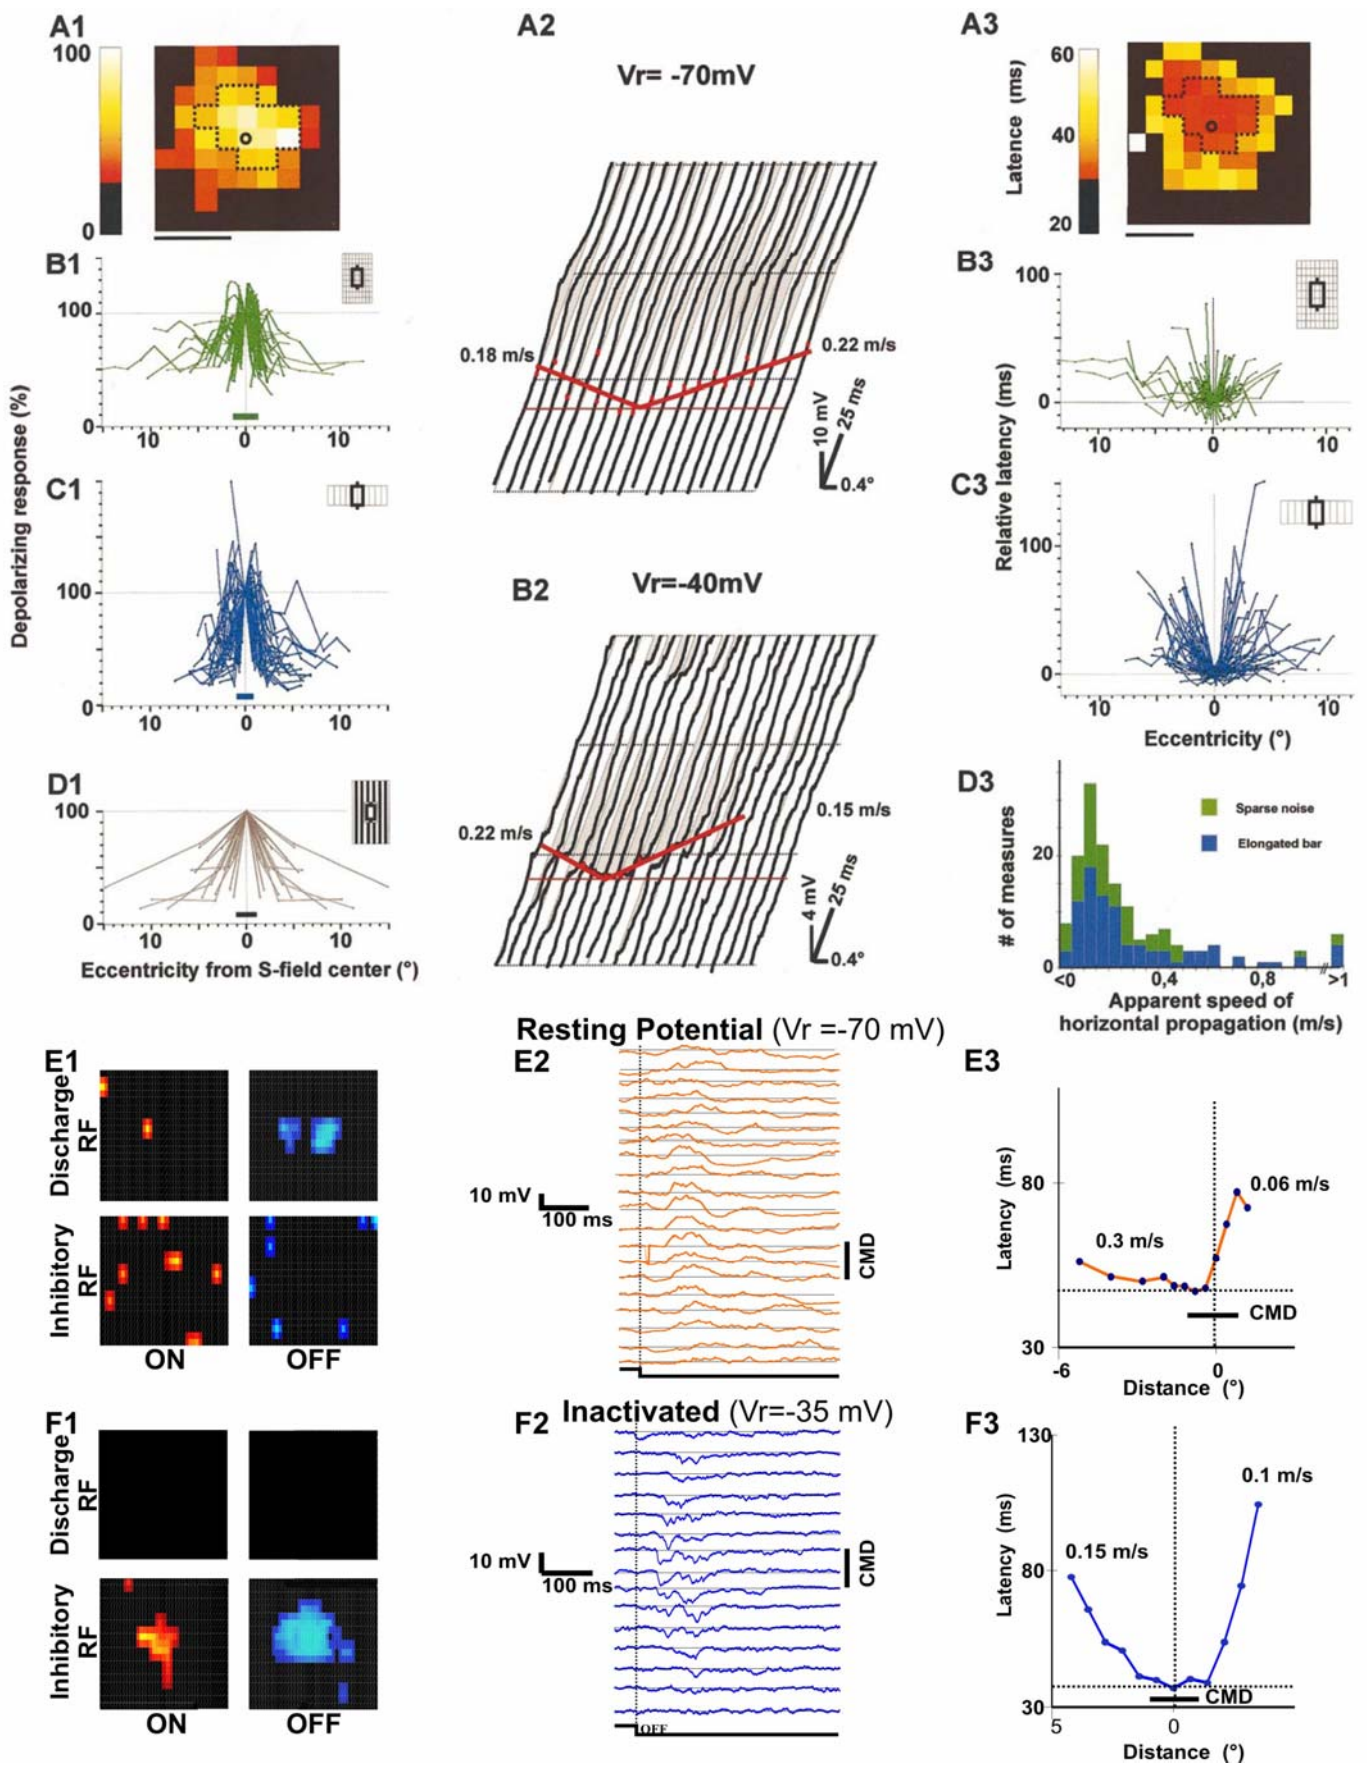 A1
100
0
A2
Vr= -70mV
0.18 m/s
0.22 m/s
10 mV
25 ms
0.4°
A3
Latence (ms)
60
40
20
B1
100
0
10
0
10
Depolarizing response (%)
C1
100
0
10
0
10
D1
100
0
10
0
10
Eccentricity from S-field center (°)
B2
Vr=-40mV
0.22 m/s
0.15 m/s
4 mV
25 ms
0.4°
B3
100
0
10
0
10
Relative latency (ms)
C3
100
0
10
0
10
Eccentricity (°)
D3
Sparse noise
Elongated bar
# of measures
20
0
<0
0,4
0,8
>1
Apparent speed of
horizontal propagation (m/s)
E1
Discharge
RF
Inhibitory
RF
ON
OFF
Resting Potential (Vr =-70 mV)
E2
10 mV
100 ms
CMD
E3
Latency (ms)
80
30
0.3 m/s
0.06 m/s
CMD
-6
0
Distance (°)
F1
Discharge
RF
Inhibitory
RF
ON
OFF
F2
Inactivated (Vr=-35 mV)
10 mV
100 ms
CMD
OFF
F3
Latency (ms)
130
80
30
0.15 m/s
0.1 m/s
CMD
5
0
Distance (°)